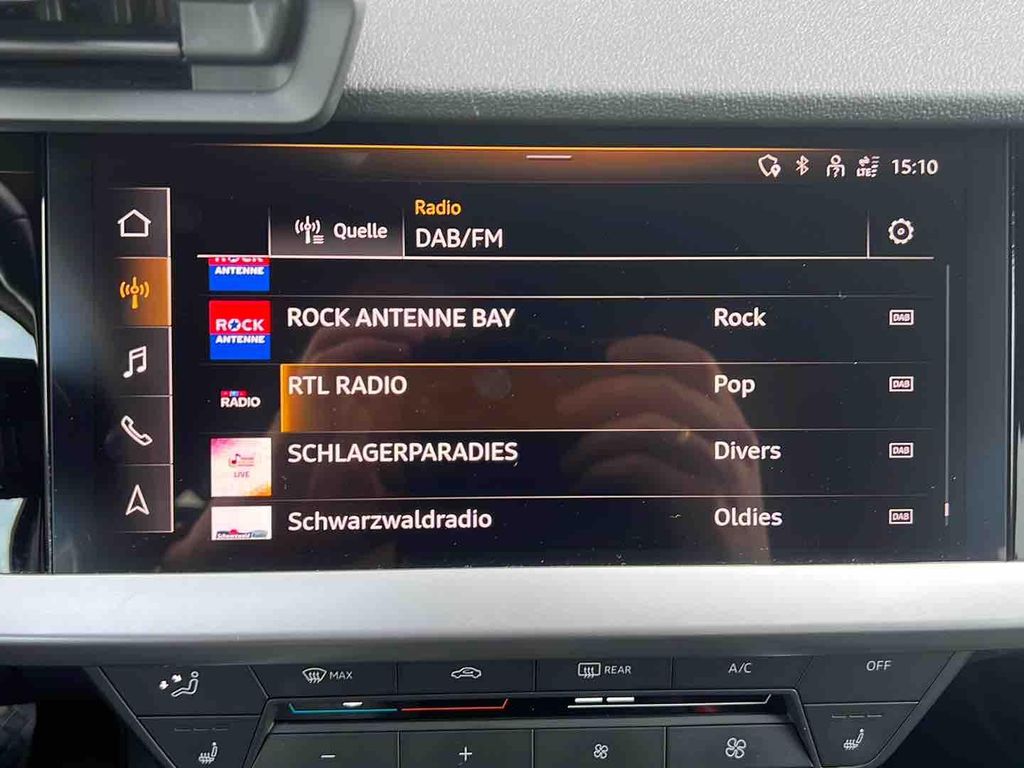 LTE
15:10
Quelle
Radio
DAB/FM
ROCK
ANTENNE
ROCK
ANTENNE
ROCK ANTENNE BAY
Rock
DAB
RADIO
RTL RADIO
Pop
DAB
LIVE
SCHLAGERPARADIES
Divers
DAB
Schwarzwaldradio
Oldies
DAB
MAX
REAR
A/C
OFF